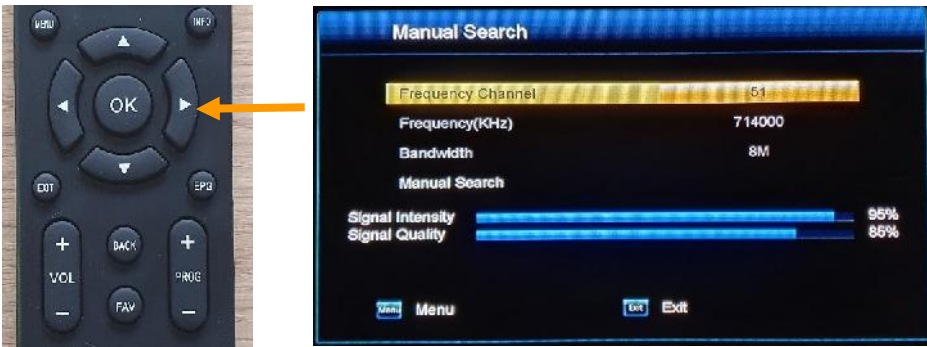 MENU
INFO
OK
EXIT
EPG
+
VOL
−
BACK
FAV
+
PROG
−
Manual Search
Frequency Channel 51
Frequency(KHz) 714000
Bandwidth 8M
Manual Search
Signal Intensity 95%
Signal Quality 85%
Menu Menu
Exit Exit